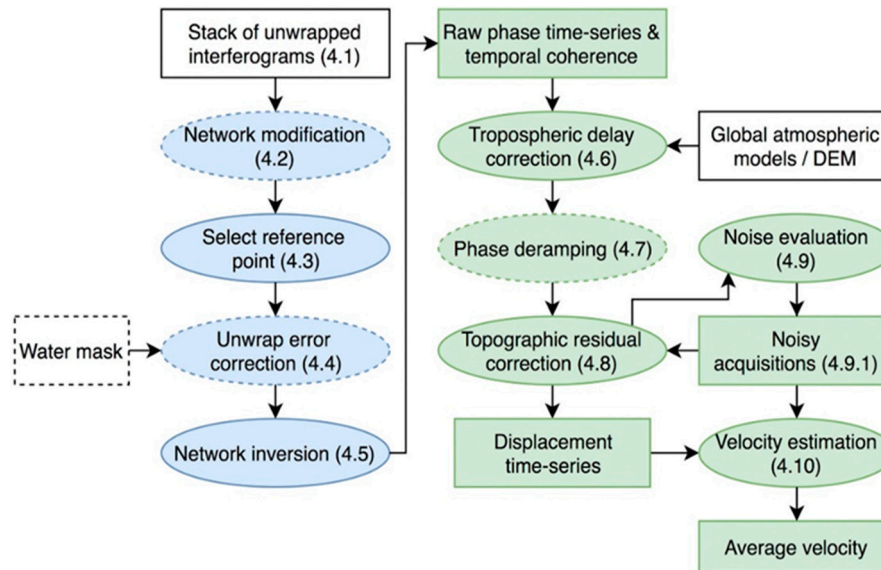 Stack of unwrapped
interferograms (4.1)
Network modification
(4.2)
Select reference
point (4.3)
Water mask
Unwrap error
correction (4.4)
Network inversion (4.5)
Raw phase time-series &
temporal coherence
Tropospheric delay
correction (4.6)
Global atmospheric
models / DEM
Phase deramping (4.7)
Noise evaluation
(4.9)
Topographic residual
correction (4.8)
Noisy
acquisitions (4.9.1)
Displacement
time-series
Velocity estimation
(4.10)
Average velocity